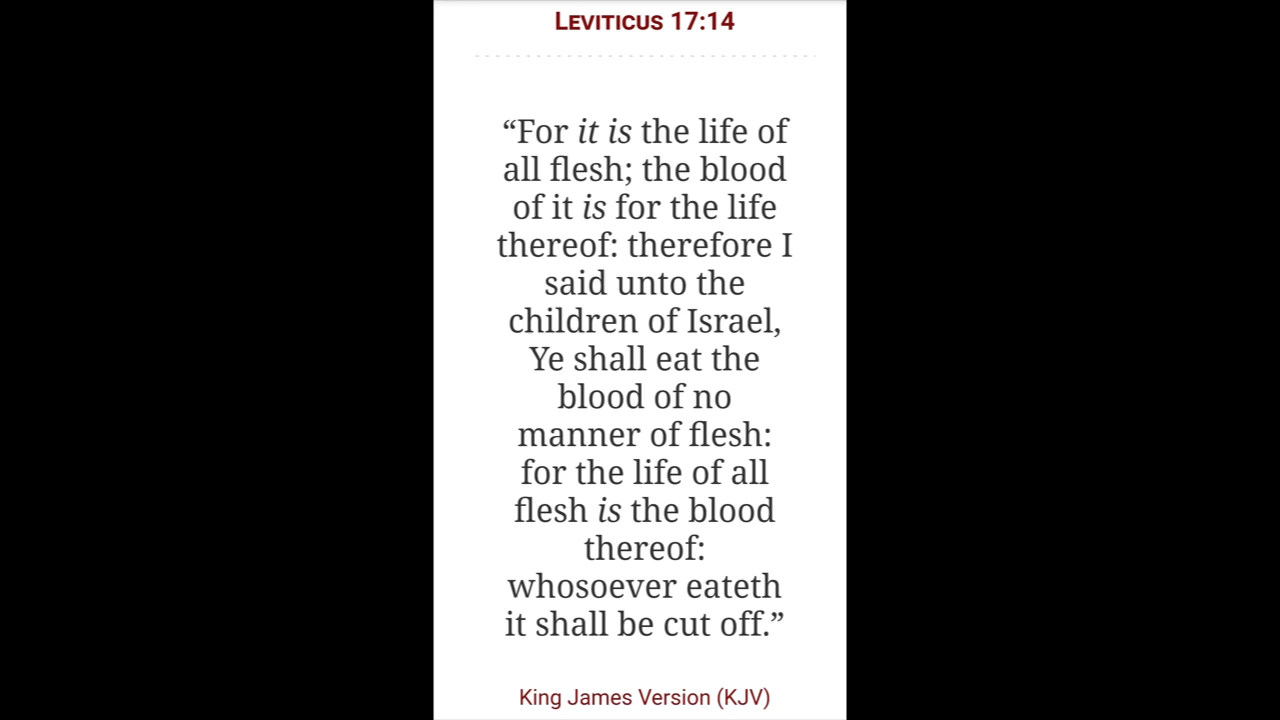 Leviticus 17:14
“For it is the life of
all flesh; the blood
of it is for the life
thereof: therefore I
said unto the
children of Israel,
Ye shall eat the
blood of no
manner of flesh:
for the life of all
flesh is the blood
thereof:
whosoever eateth
it shall be cut off.”
King James Version (KJV)